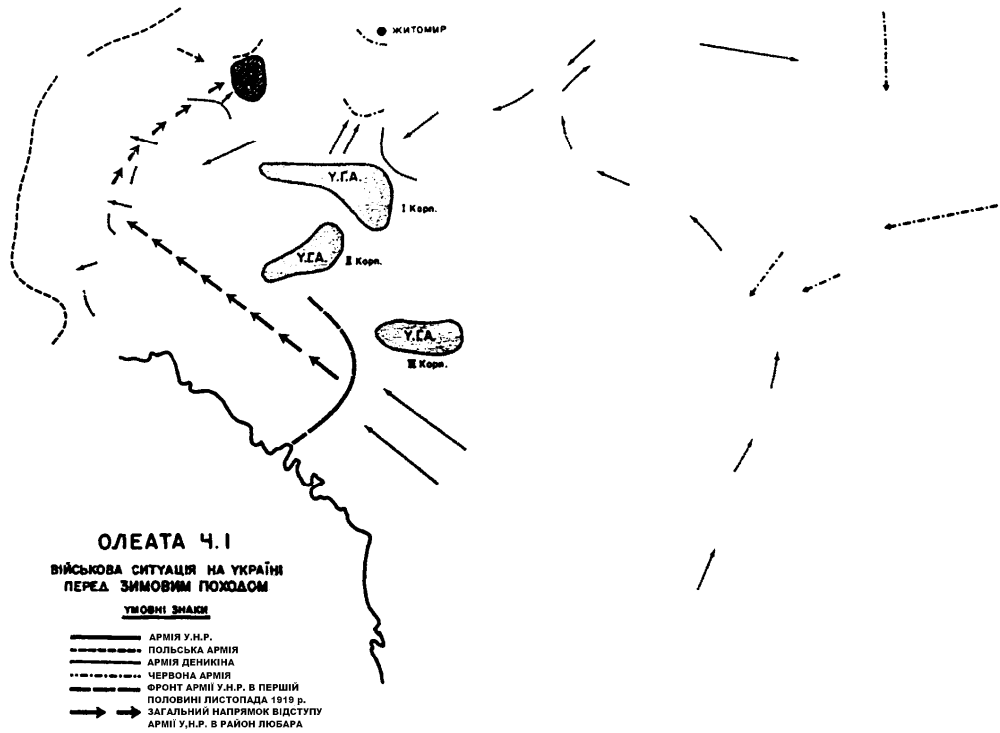 ЖИТОМИР
У.Г.А.
I Корп.
У.Г.А.
II Корп.
У.Г.А.
III Корп.
ОЛЕАТА Ч.I
ВІЙСЬКОВА СИТУАЦІЯ НА УКРАЇНІ
ПЕРЕД ЗИМОВИМ ПОХОДОМ
УМОВНІ ЗНАКИ
АРМІЯ У.Н.Р.
ПОЛЬСЬКА АРМІЯ
АРМІЯ ДЕНИКІНА
ЧЕРВОНА АРМІЯ
ФРОНТ АРМІЇ У.Н.Р. В ПЕРШІЙ
ПОЛОВИНІ ЛИСТОПАДА 1919 р.
ЗАГАЛЬНИЙ НАПРЯМОК ВІДСТУПУ
АРМІЇ У,Н.Р. В РАЙОН ЛЮБАРА